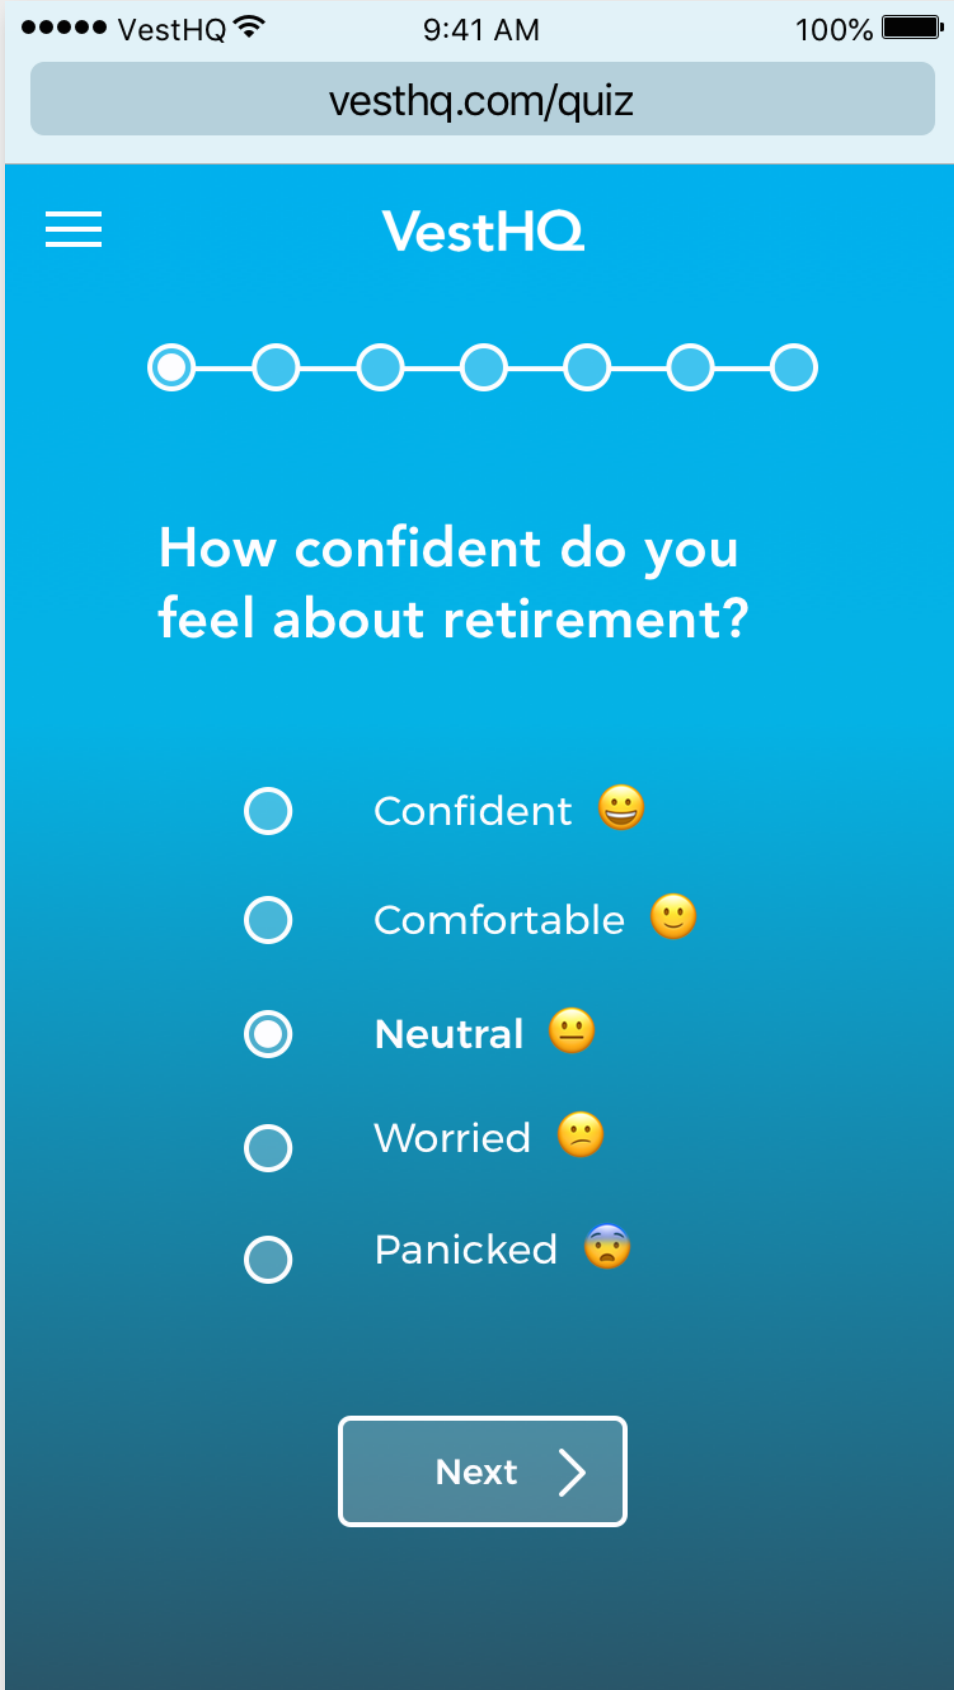 VestHQ
9:41 AM
100%
vesthq.com/quiz
VestHQ
How confident do you
feel about retirement?
Confident 😀
Comfortable 🙂
Neutral 😐
Worried 😕
Panicked 😨
Next